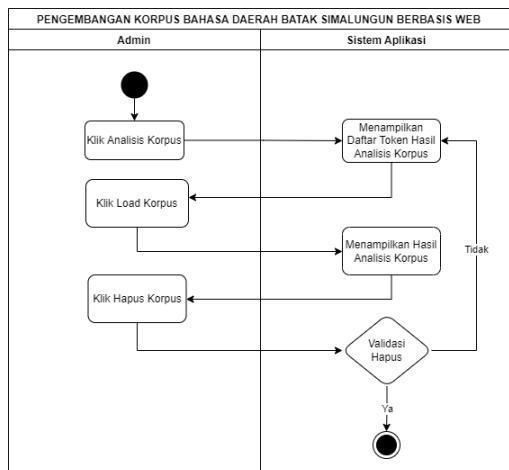 PENGEMBANGAN KORPUS BAHASA DAERAH BATAK SIMALUNGUN BERBASIS WEB
Admin
Sistem Aplikasi
Klik Analisis Korpus
Menampilkan
Daftar Token Hasil
Analisis Korpus
Klik Load Korpus
Menampilkan Hasil
Analisis Korpus
Tidak
Klik Hapus Korpus
Validasi
Hapus
Ya